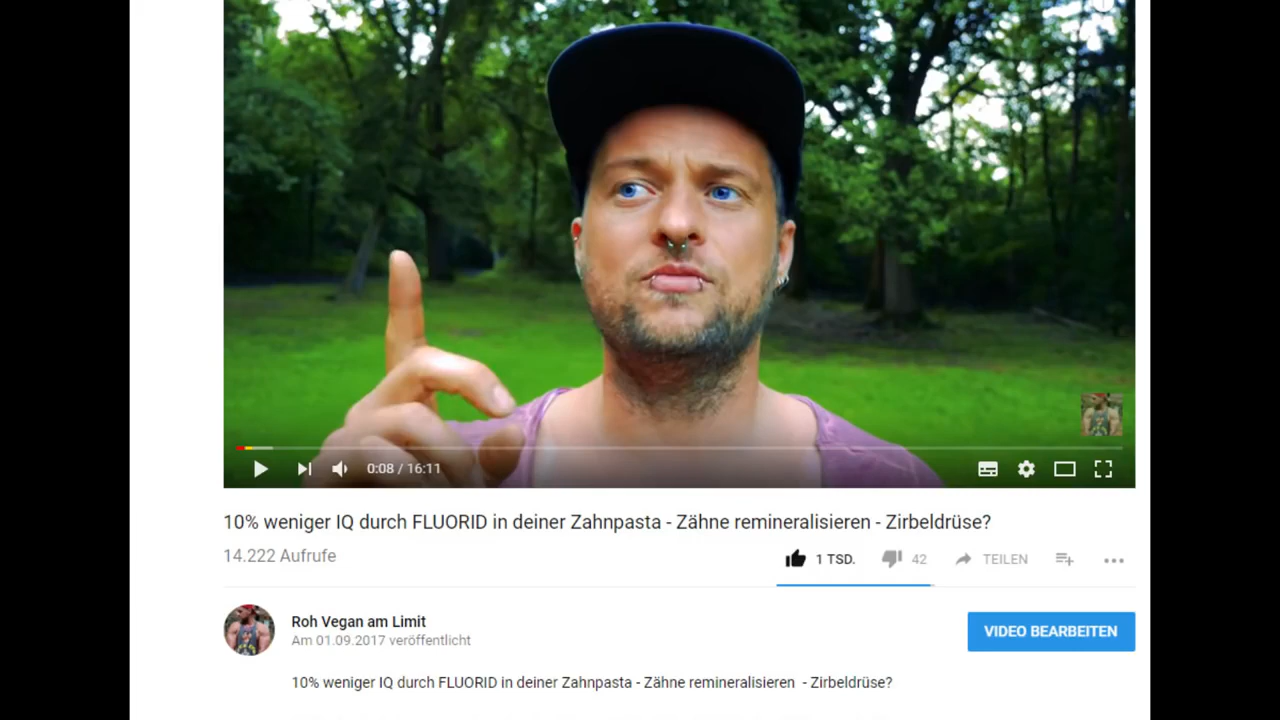 0:08 / 16:11
10% weniger IQ durch FLUORID in deiner Zahnpasta - Zähne remineralisieren - Zirbeldrüse?
14.222 Aufrufe
1 TSD. 42 TEILEN
Roh Vegan am Limit
Am 01.09.2017 veröffentlicht
VIDEO BEARBEITEN
10% weniger IQ durch FLUORID in deiner Zahnpasta - Zähne remineralisieren - Zirbeldrüse?